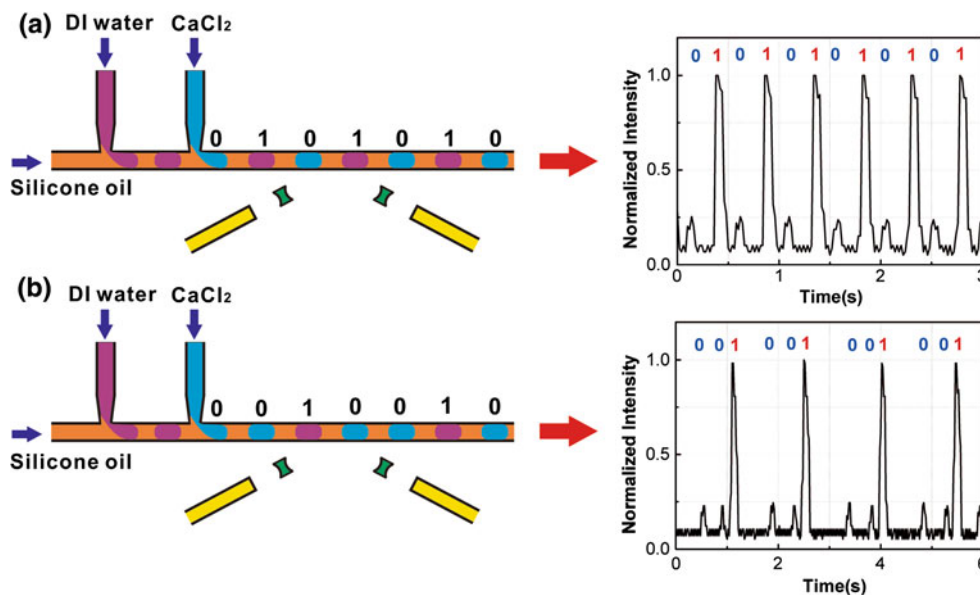 (a)
DI water CaCl₂
0 1 0 1 0 1 0
Silicone oil
0 1 0 1 0 1 0 1 0 1 0 1
Normalized Intensity
1.0
0.5
0.0
0 1 2 3
Time(s)
(b)
DI water CaCl₂
0 0 1 0 0 1 0
Silicone oil
0 0 1 0 0 1 0 0 1 0 0 1
Normalized Intensity
1.0
0.5
0.0
0 2 4 6
Time(s)